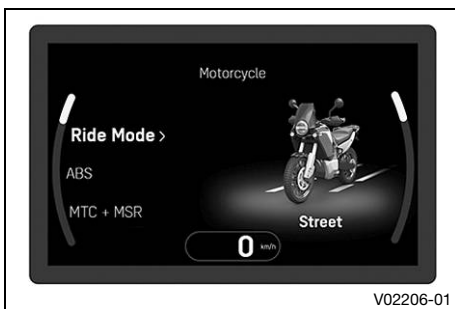 Motorcycle
Ride Mode >
ABS
MTC + MSR
Street
0 km/h
V02206-01